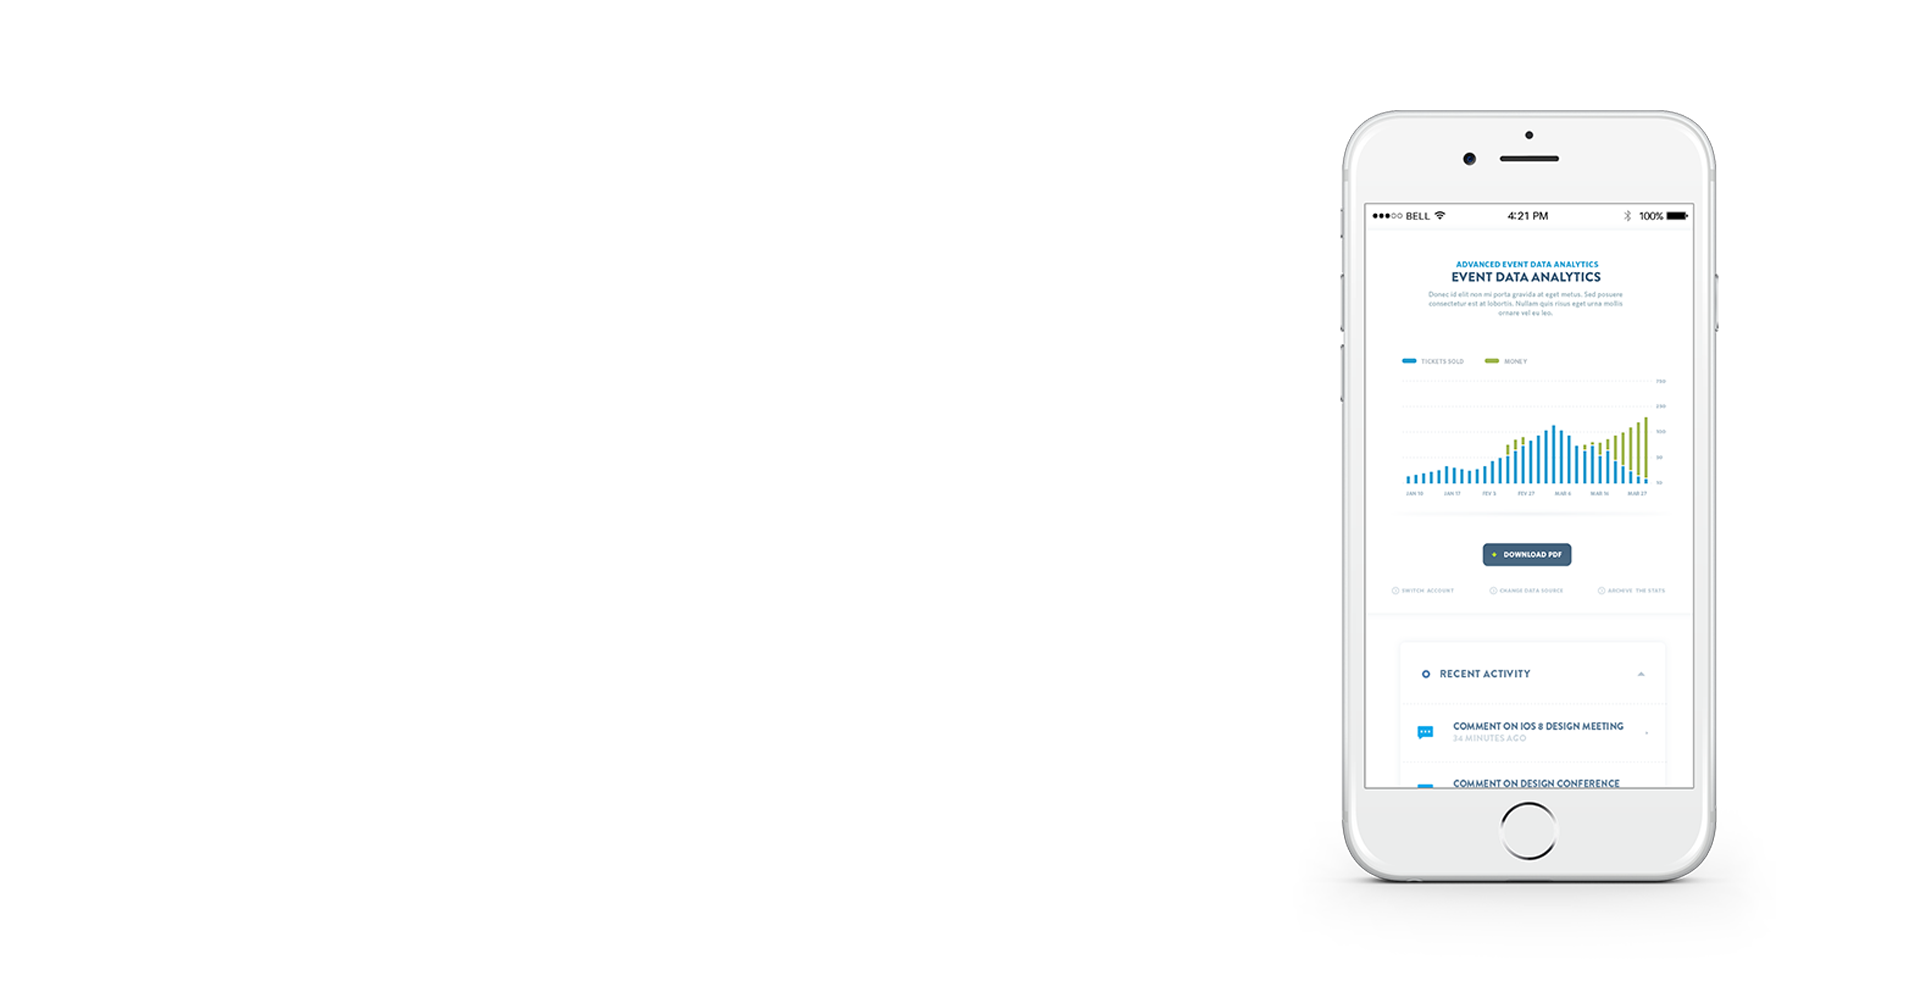 BELL
4:21 PM
100%
ADVANCED EVENT DATA ANALYTICS
EVENT DATA ANALYTICS
Donec id elit non mi porta gravida at eget metus. Sed posuere
consectetur est at lobortis. Nullam quis risus eget urna mollis
ornare vel eu leo.
TICKETS SOLD
MONEY
750
250
100
50
10
JAN 10
JAN 17
FEV 5
FEV 27
MAR 6
MAR 16
MAR 27
DOWNLOAD PDF
SWITCH ACCOUNT
CHANGE DATA SOURCE
ARCHIVE THE STATS
RECENT ACTIVITY
COMMENT ON IOS 8 DESIGN MEETING
34 MINUTES AGO
COMMENT ON DESIGN CONFERENCE